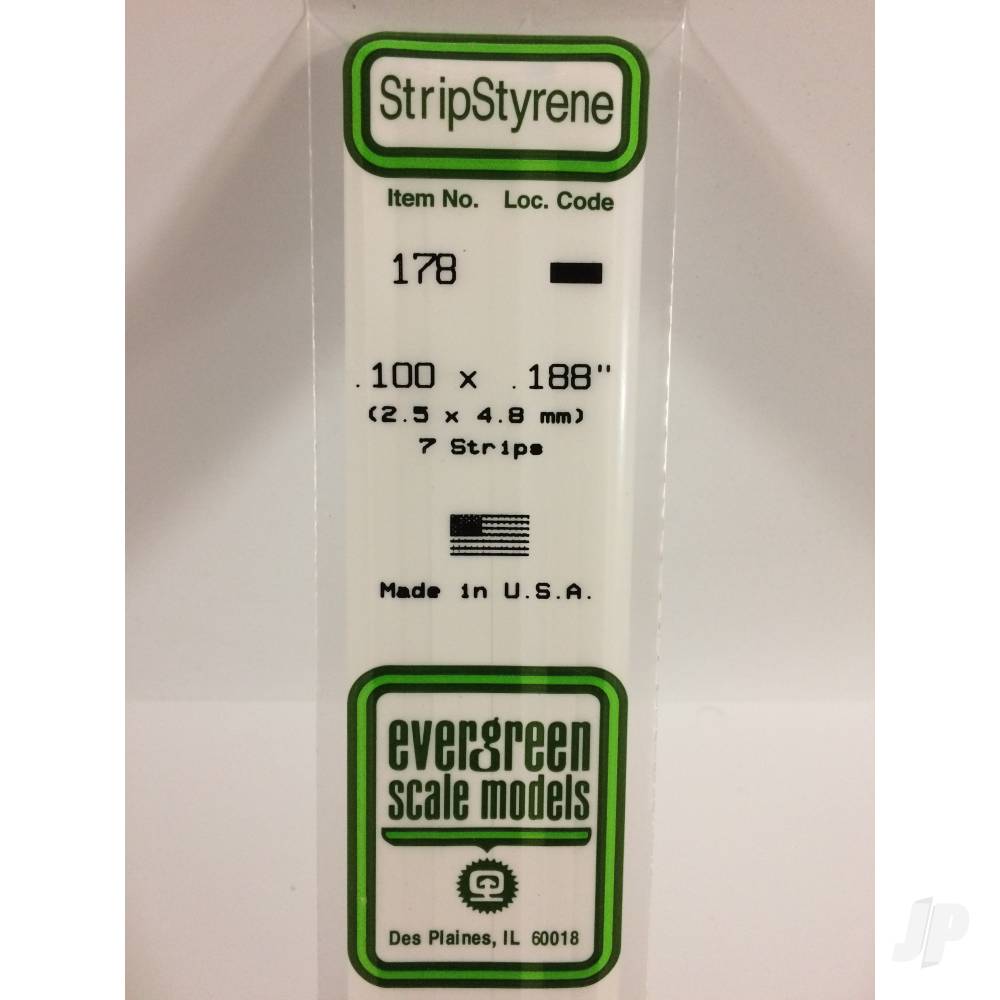 StripStyrene
Item No. Loc. Code
178
.100 x .188"
(2.5 x 4.8 mm)
7 Strips
Made in U.S.A.
evergreen
scale models
Des Plaines, IL 60018
JP